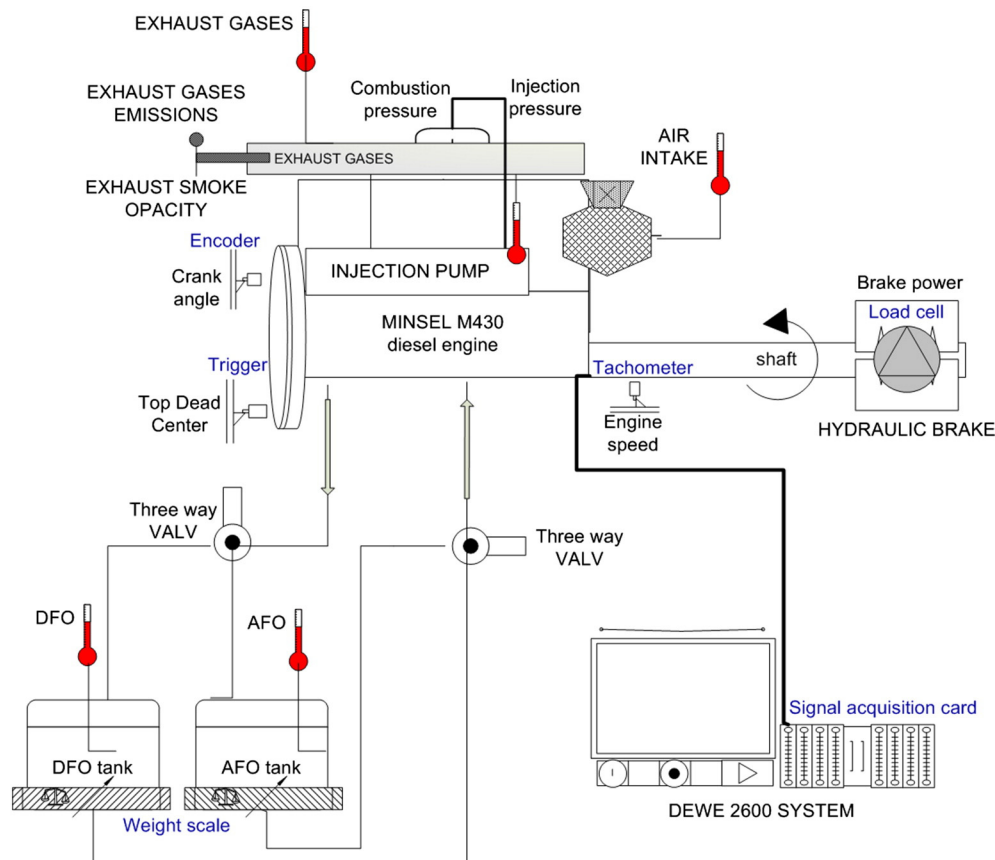 EXHAUST GASES
Combustion
pressure
Injection
pressure
EXHAUST GASES
EMISSIONS
AIR
INTAKE
EXHAUST GASES
EXHAUST SMOKE
OPACITY
Encoder
Crank
angle
INJECTION PUMP
Brake power
Load cell
MINSEL M430
diesel engine
shaft
Trigger
Tachometer
Top Dead
Center
Engine
speed
HYDRAULIC BRAKE
Three way
VALV
Three way
VALV
DFO
AFO
Signal acquisition card
DFO tank
AFO tank
Weight scale
DEWE 2600 SYSTEM